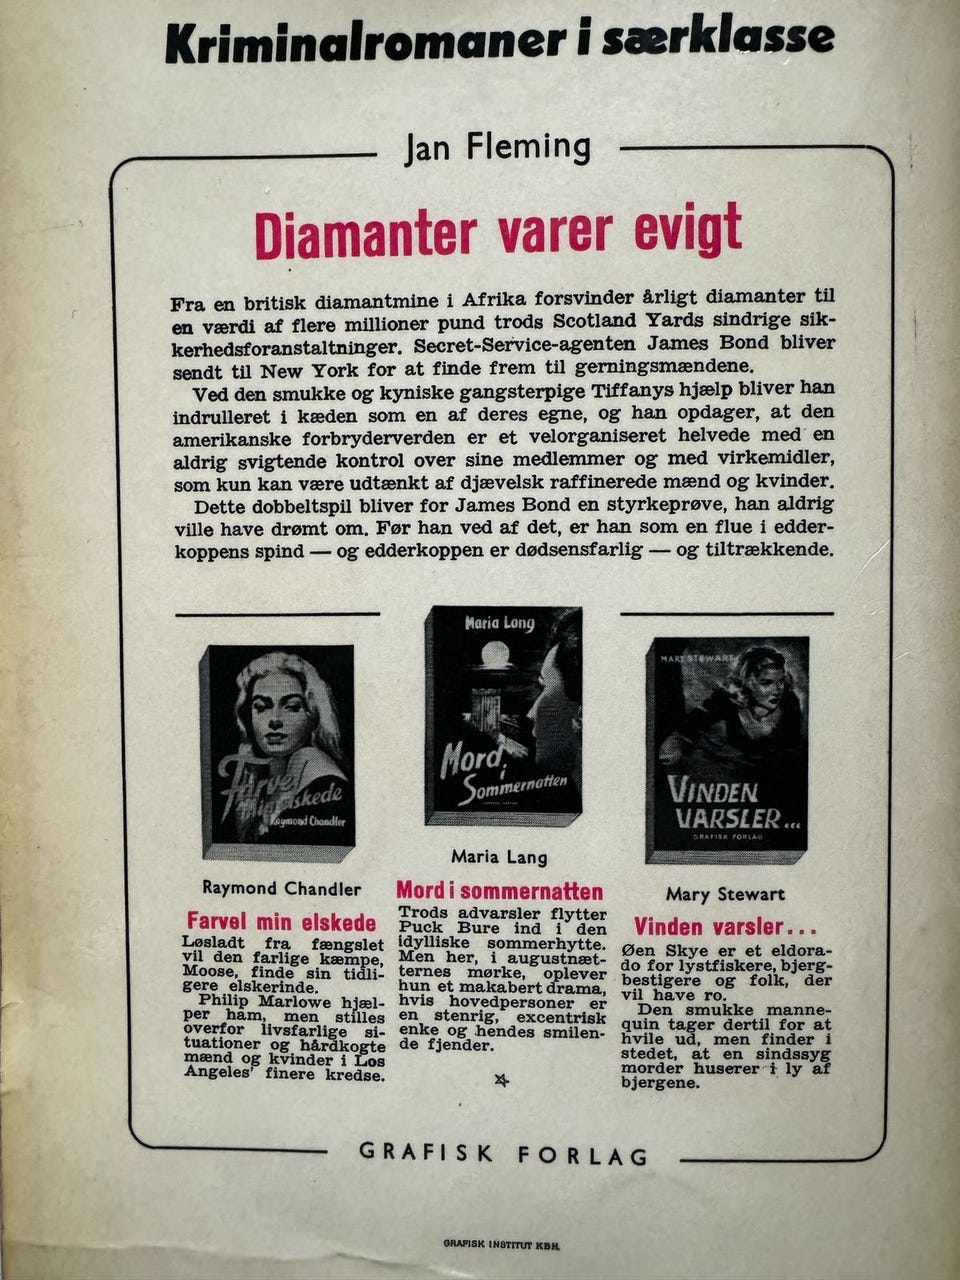 Kriminalromaner i særklasse
Jan Fleming
Diamanter varer evigt
Fra en britisk diamantmine i Afrika forsvinder årligt diamanter til
en værdi af flere millioner pund trods Scotland Yards sindrige sik-
kerhedsforanstaltninger. Secret-Service-agenten James Bond bliver
sendt til New York for at finde frem til gerningsmændene.
Ved den smukke og kyniske gangsterpige Tiffanys hjælp bliver han
indrulleret i kæden som en af deres egne, og han opdager, at den
amerikanske forbryderverden er et velorganiseret helvede med en
aldrig svigtende kontrol over sine medlemmer og med virkemidler,
som kun kan være udtænkt af djævelsk raffinerede mænd og kvinder.
Dette dobbeltspil bliver for James Bond en styrkeprøve, han aldrig
ville have drømt om. Før han ved af det, er han som en flue i edder-
koppens spind — og edderkoppen er dødsensfarlig — og tiltrækkende.
Farvel
min elskede
Raymond Chandler
Raymond Chandler
Farvel min elskede
Løsladt fra fængslet
vil den farlige kæmpe,
Moose, finde sin tidli-
gere elskerinde.
Philip Marlowe hjæl-
per ham, men stilles
overfor livsfarlige si-
tuationer og hårdkogte
mænd og kvinder i Los
Angeles' finere kredse.
Maria Lang
Mord i
Sommernatten
Maria Lang
Mord i sommernatten
Trods advarsler flytter
Puck Bure ind i den
idylliske sommerhytte.
Men her, i augustnæt-
ternes mørke, oplever
hun et makabert drama,
hvis hovedpersoner er
en stenrig, excentrisk
enke og hendes smilen-
de fjender.
MARY STEWART
VINDEN
VARSLER...
GRAFISK FORLAG
Mary Stewart
Vinden varsler...
Øen Skye er et eldora-
do for lystfiskere, bjerg-
bestigere og folk, der
vil have ro.
Den smukke manne-
quin tager dertil for at
hvile ud, men finder i
stedet, at en sindssyg
morder huserer i ly af
bjergene.
GRAFISK FORLAG
GRAFISK INSTITUT KBH.